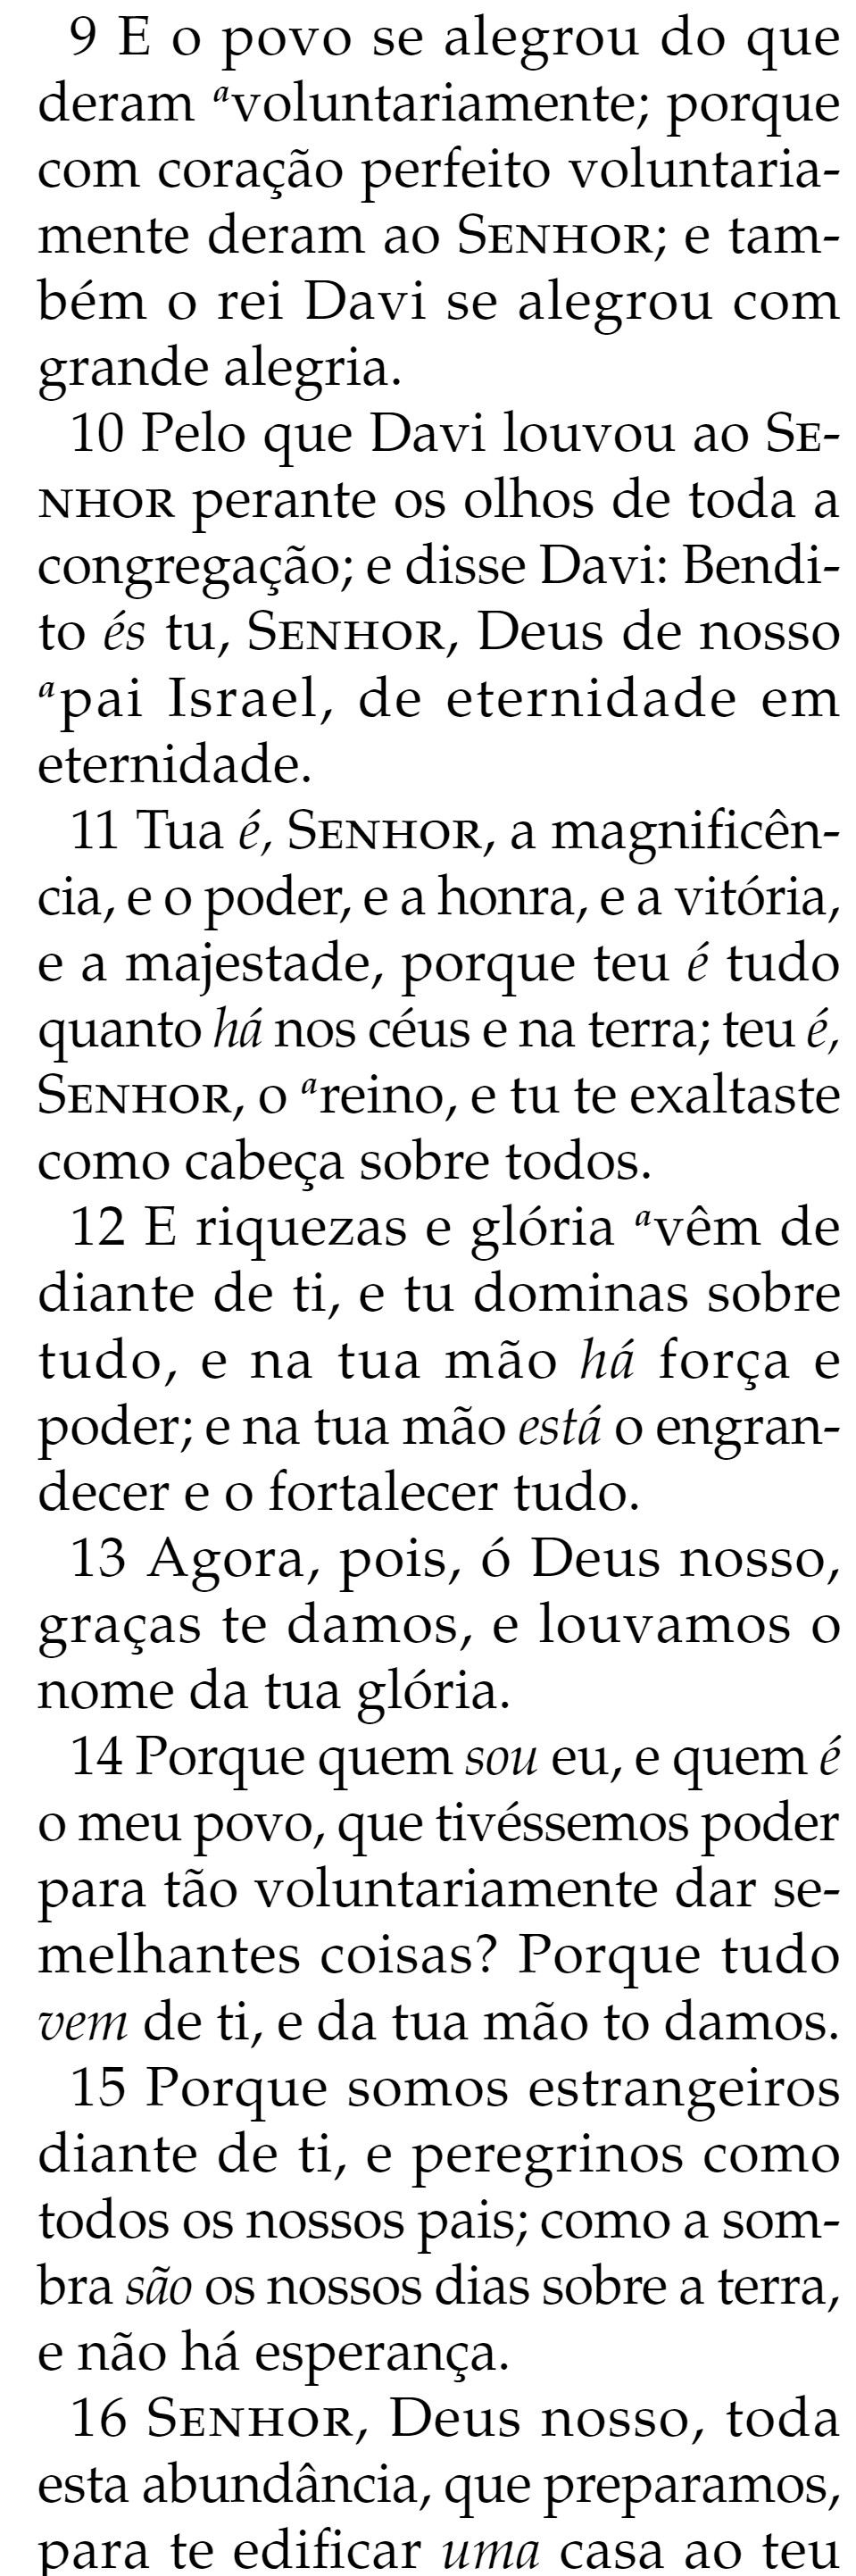 9 E o povo se alegrou do que
deram ᵃvoluntariamente; porque
com coração perfeito voluntaria-
mente deram ao SENHOR; e tam-
bém o rei Davi se alegrou com
grande alegria.
10 Pelo que Davi louvou ao SE-
NHOR perante os olhos de toda a
congregação; e disse Davi: Bendi-
to és tu, SENHOR, Deus de nosso
ᵃpai Israel, de eternidade em
eternidade.
11 Tua é, SENHOR, a magnificên-
cia, e o poder, e a honra, e a vitória,
e a majestade, porque teu é tudo
quanto há nos céus e na terra; teu é,
SENHOR, o ᵃreino, e tu te exaltaste
como cabeça sobre todos.
12 E riquezas e glória ᵃvêm de
diante de ti, e tu dominas sobre
tudo, e na tua mão há força e
poder; e na tua mão está o engran-
decer e o fortalecer tudo.
13 Agora, pois, ó Deus nosso,
graças te damos, e louvamos o
nome da tua glória.
14 Porque quem sou eu, e quem é
o meu povo, que tivéssemos poder
para tão voluntariamente dar se-
melhantes coisas? Porque tudo
vem de ti, e da tua mão to damos.
15 Porque somos estrangeiros
diante de ti, e peregrinos como
todos os nossos pais; como a som-
bra são os nossos dias sobre a terra,
e não há esperança.
16 SENHOR, Deus nosso, toda
esta abundância, que preparamos,
para te edificar uma casa ao teu